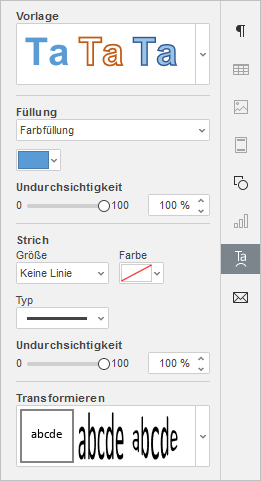 Vorlage
Ta Ta Ta
Füllung
Farbfüllung
Undurchsichtigkeit
0 100 100 %
Strich
Größe Farbe
Keine Linie
Typ
Undurchsichtigkeit
0 100 100 %
Transformieren
abcde abcde abcde
¶
Ta